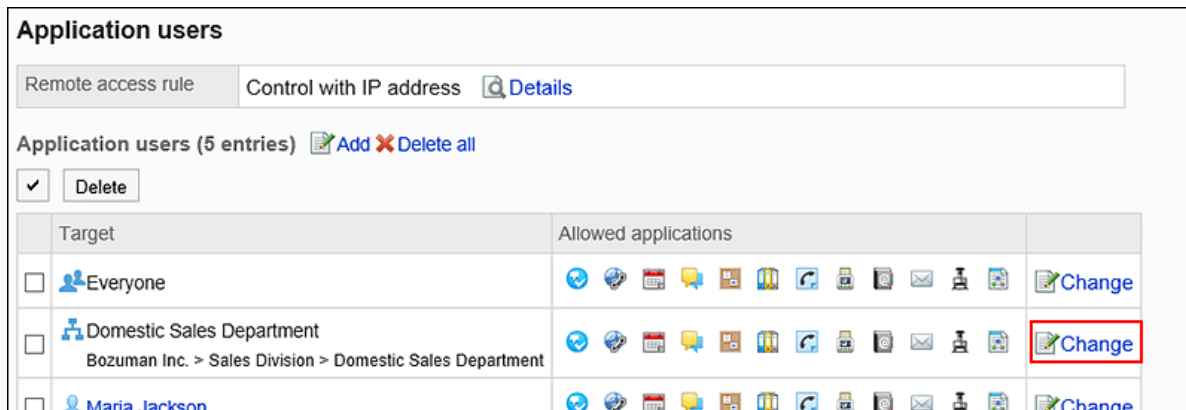 Application users
Remote access rule Control with IP address Details
Application users (5 entries) Add Delete all
Delete
Target Allowed applications
Everyone Change
Domestic Sales Department
Bozuman Inc. > Sales Division > Domestic Sales Department Change
Maria Jackson Change